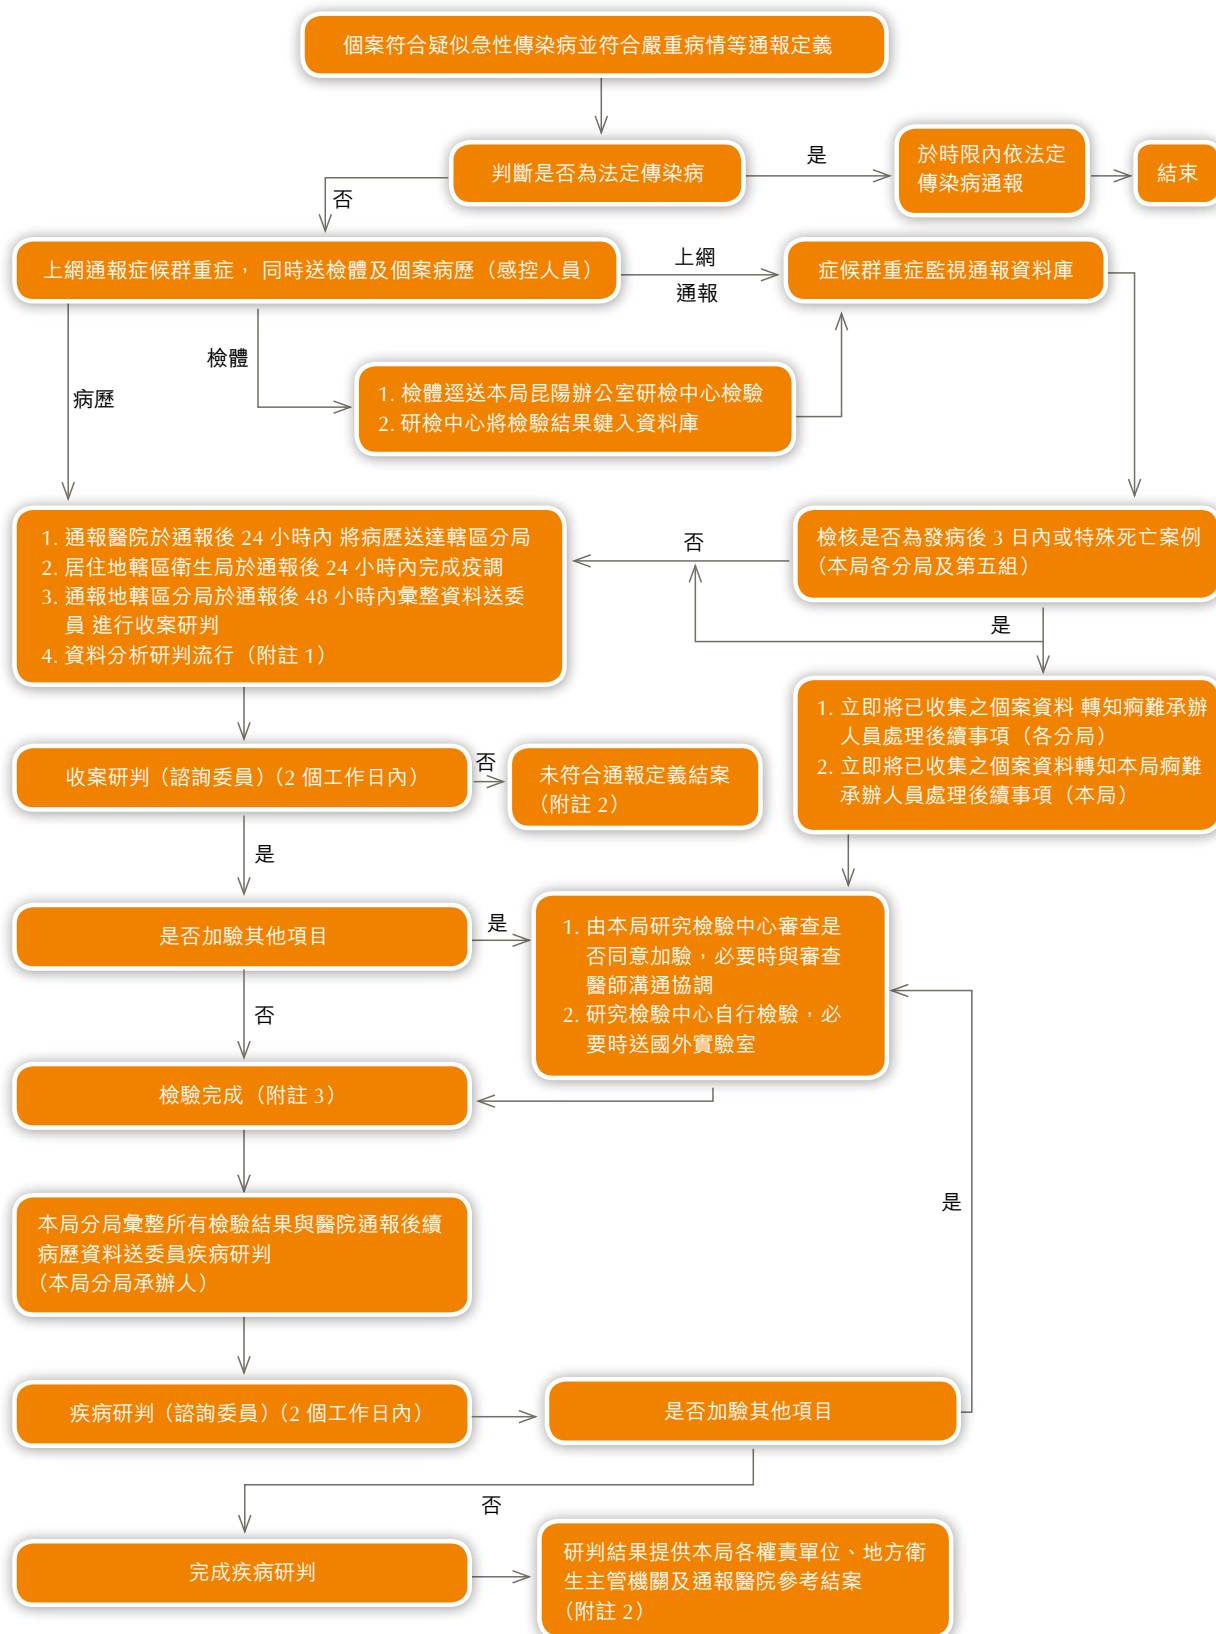 個案符合疑似急性傳染病並符合嚴重病情等通報定義
判斷是否為法定傳染病
是
於時限內依法定
傳染病通報
結束
否
上網通報症候群重症，同時送檢體及個案病歷（感控人員）
上網
通報
症候群重症監視通報資料庫
檢體
病歷
1. 檢體逕送本局昆陽辦公室研檢中心檢驗
2. 研檢中心將檢驗結果鍵入資料庫
1. 通報醫院於通報後 24 小時內 將病歷送達轄區分局
2. 居住地轄區衛生局於通報後 24 小時內完成疫調
3. 通報地轄區分局於通報後 48 小時內彙整資料送委
員 進行收案研判
4. 資料分析研判流行（附註 1）
否
檢核是否為發病後 3 日內或特殊死亡案例
（本局各分局及第五組）
是
1. 立即將已收集之個案資料 轉知痾難承辦
人員處理後續事項（各分局）
2. 立即將已收集之個案資料轉知本局痾難
承辦人員處理後續事項（本局）
收案研判（諮詢委員）（2 個工作日內）
否
未符合通報定義結案
（附註 2）
是
是否加驗其他項目
是
1. 由本局研究檢驗中心審查是
否同意加驗，必要時與審查
醫師溝通協調
2. 研究檢驗中心自行檢驗，必
要時送國外實驗室
否
檢驗完成（附註 3）
是
本局分局彙整所有檢驗結果與醫院通報後續
病歷資料送委員疾病研判
（本局分局承辦人）
疾病研判（諮詢委員）（2 個工作日內）
是否加驗其他項目
否
完成疾病研判
研判結果提供本局各權責單位、地方衛
生主管機關及通報醫院參考結案
（附註 2）